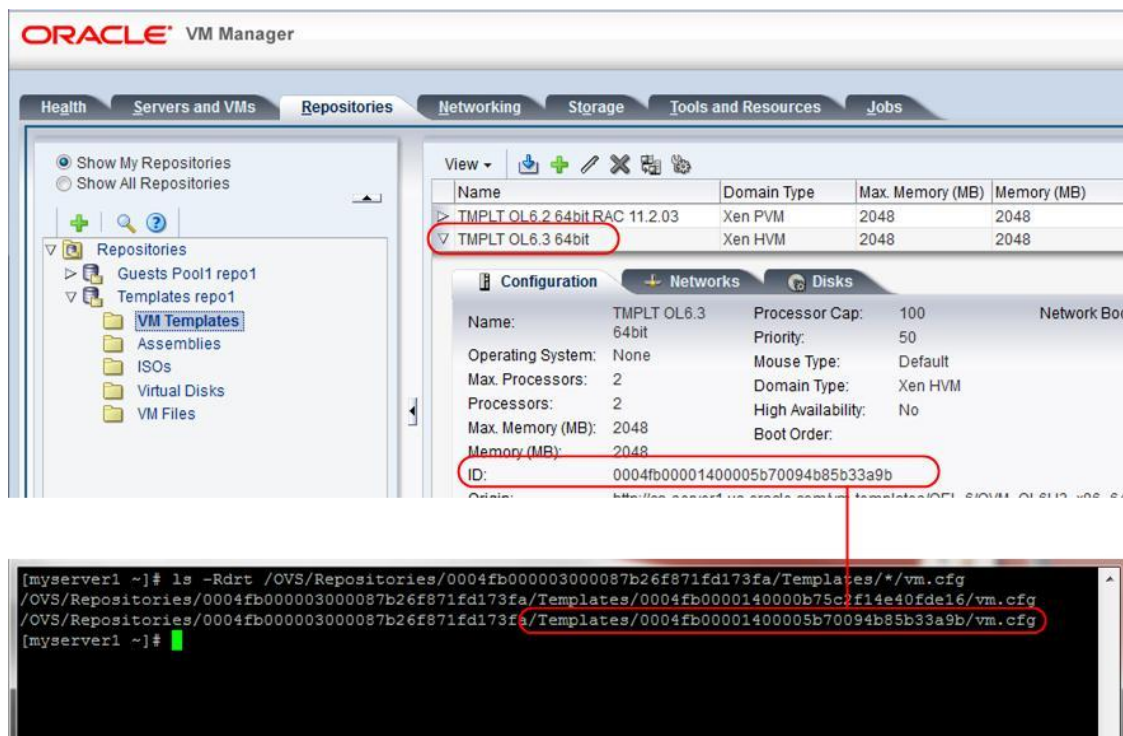 ORACLE VM Manager
Health Servers and VMs Repositories Networking Storage Tools and Resources Jobs
Show My Repositories
Show All Repositories
Repositories
Guests Pool1 repo1
Templates repo1
VM Templates
Assemblies
ISOs
Virtual Disks
VM Files
View
Name Domain Type Max. Memory (MB) Memory (MB)
TMPLT OL6.2 64bit RAC 11.2.03 Xen PVM 2048 2048
TMPLT OL6.3 64bit Xen HVM 2048 2048
Configuration Networks Disks
Name: TMPLT OL6.3 64bit
Operating System: None
Max. Processors: 2
Processors: 2
Max. Memory (MB): 2048
Memory (MB): 2048
ID: 0004fb00001400005b70094b85b33a9b
Origin:
Processor Cap: 100
Priority: 50
Mouse Type: Default
Domain Type: Xen HVM
High Availability: No
Boot Order:
Network Boo
[myserver1 ~]# ls -Rdrt /OVS/Repositories/0004fb000003000087b26f871fd173fa/Templates/*/vm.cfg
/OVS/Repositories/0004fb000003000087b26f871fd173fa/Templates/0004fb0000140000b75c2f14e40fde16/vm.cfg
/OVS/Repositories/0004fb000003000087b26f871fd173fa/Templates/0004fb00001400005b70094b85b33a9b/vm.cfg
[myserver1 ~]#